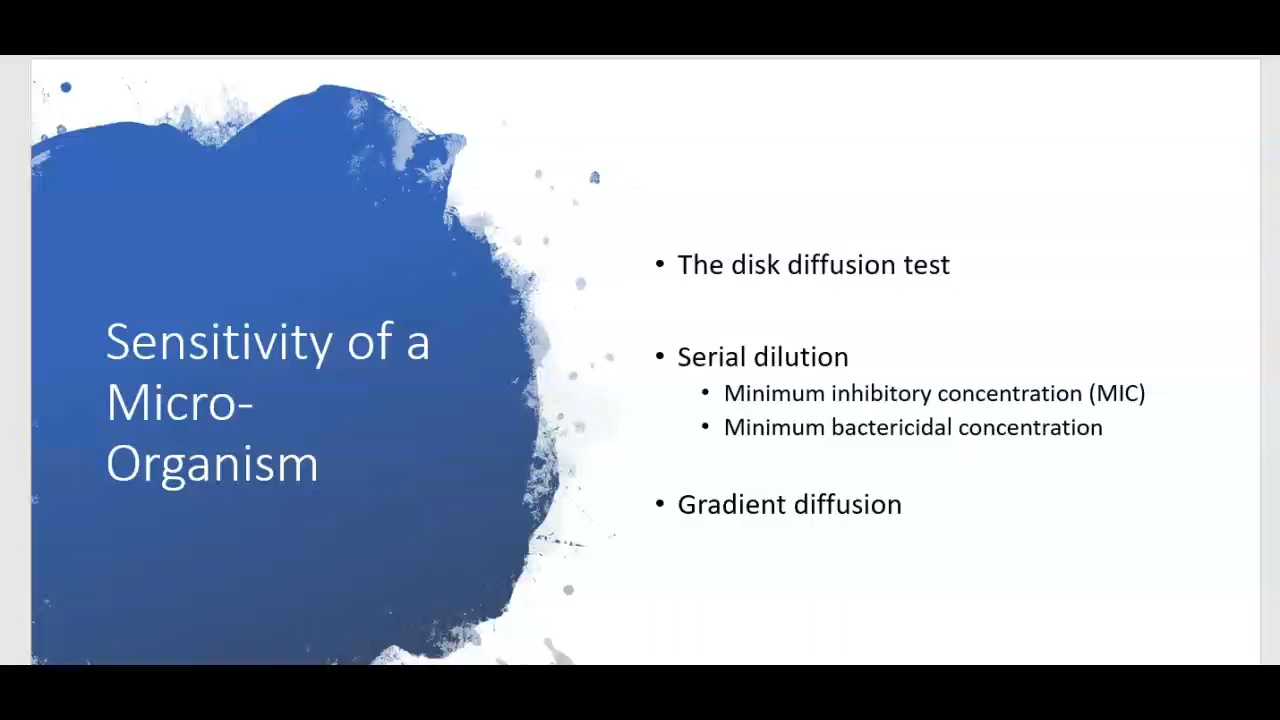 Sensitivity of a
Micro-
Organism
• The disk diffusion test
• Serial dilution
• Minimum inhibitory concentration (MIC)
• Minimum bactericidal concentration
• Gradient diffusion